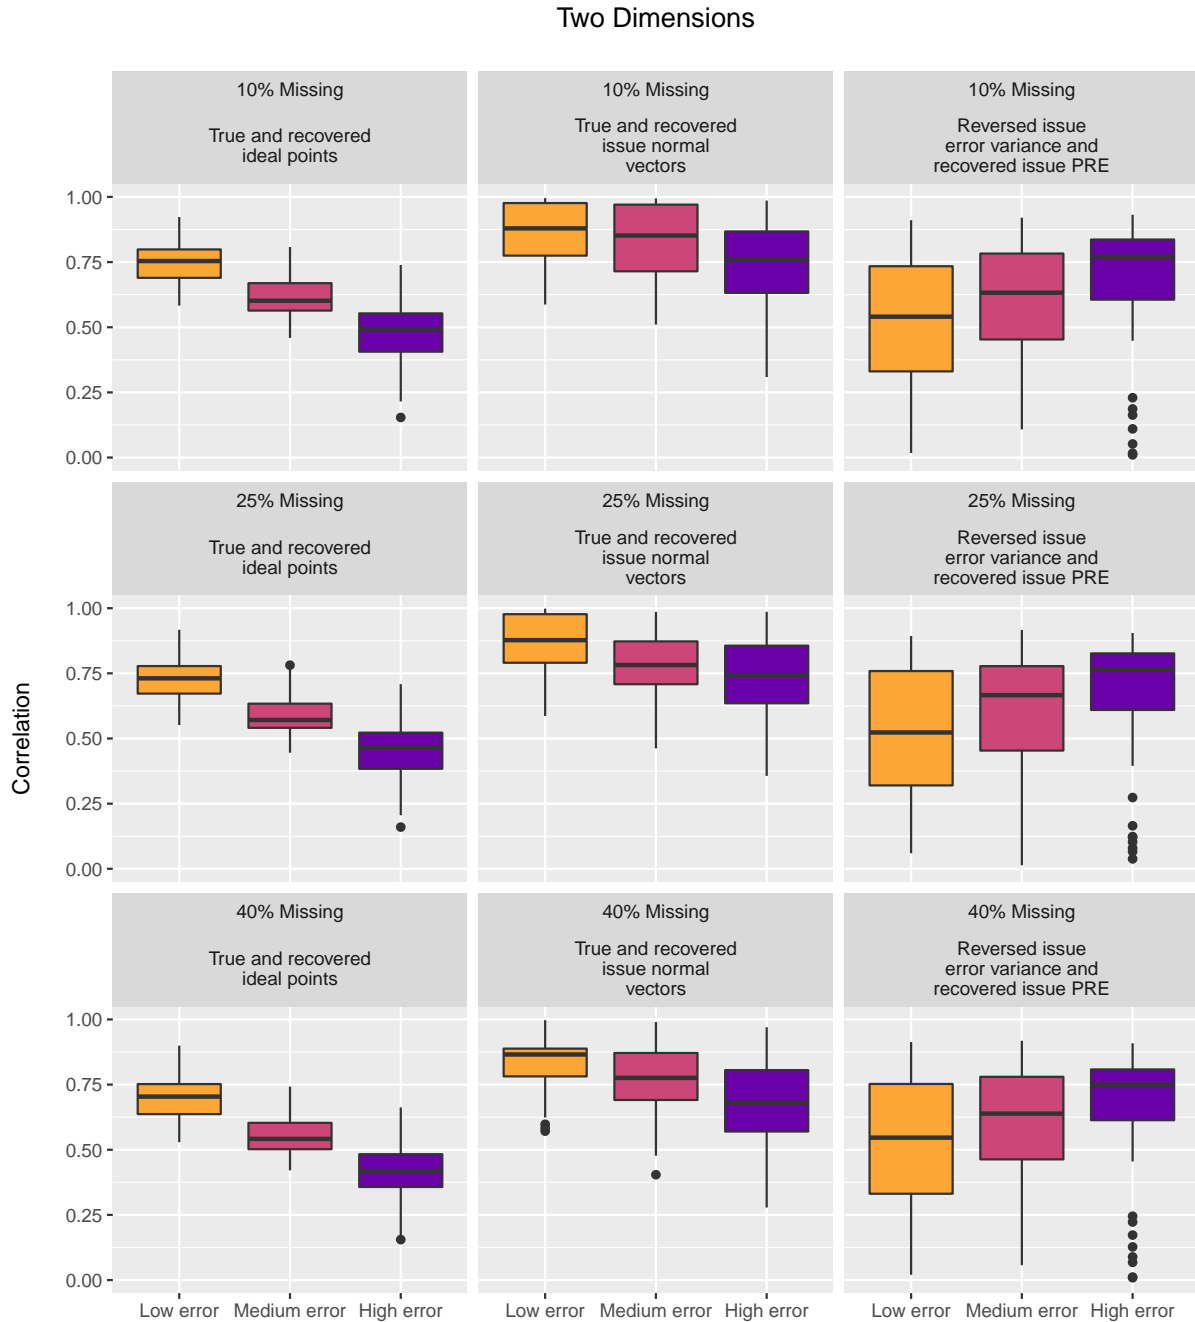 Two Dimensions
10% Missing
True and recovered
ideal points
10% Missing
True and recovered
issue normal
vectors
10% Missing
Reversed issue
error variance and
recovered issue PRE
1.00
0.75
0.50
0.25
0.00
25% Missing
True and recovered
ideal points
25% Missing
True and recovered
issue normal
vectors
25% Missing
Reversed issue
error variance and
recovered issue PRE
1.00
0.75
0.50
0.25
0.00
Correlation
40% Missing
True and recovered
ideal points
40% Missing
True and recovered
issue normal
vectors
40% Missing
Reversed issue
error variance and
recovered issue PRE
1.00
0.75
0.50
0.25
0.00
Low error Medium error High error
Low error Medium error High error
Low error Medium error High error